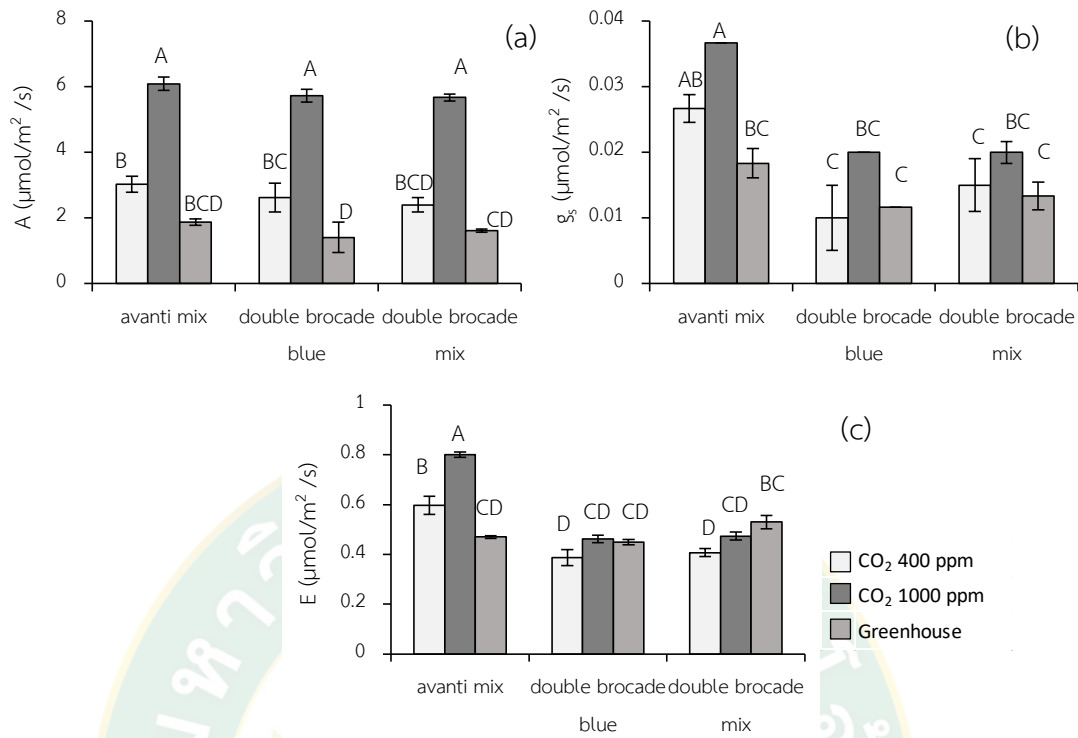 (a)
A (µmol/m² /s)
8
6
4
2
0
B
A
BCD
BC
A
D
BCD
A
CD
avanti mix
double brocade
blue
double brocade
mix
(b)
gₛ (µmol/m² /s)
0.04
0.03
0.02
0.01
0
AB
A
BC
C
BC
C
C
BC
C
avanti mix
double brocade
blue
double brocade
mix
(c)
E (µmol/m² /s)
1
0.8
0.6
0.4
0.2
0
B
A
CD
D
CD
CD
D
CD
BC
avanti mix
double brocade
blue
double brocade
mix
CO₂ 400 ppm
CO₂ 1000 ppm
Greenhouse